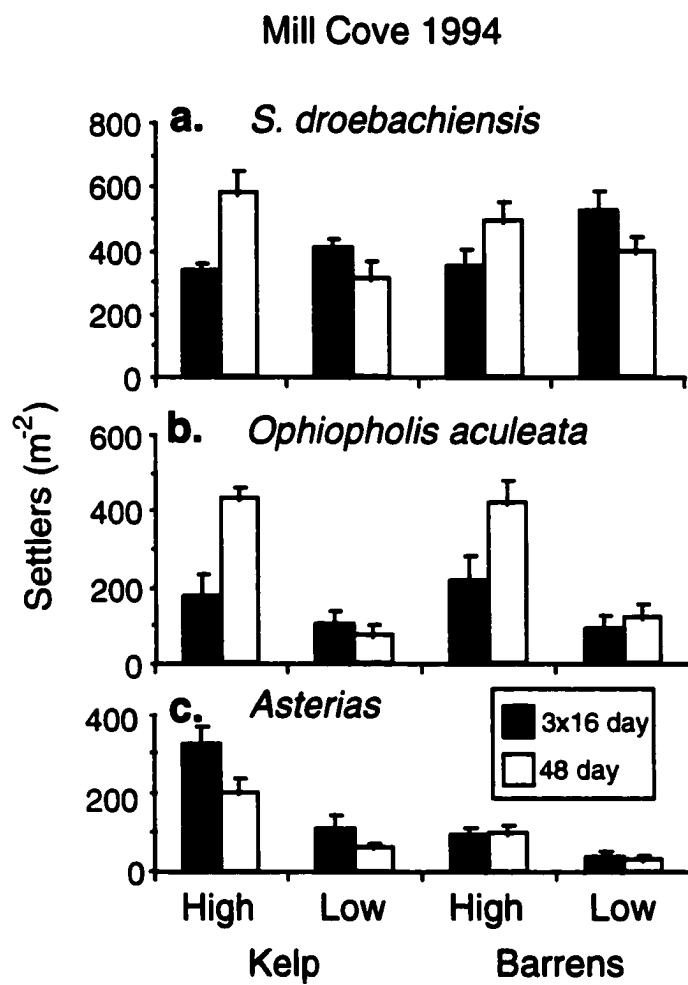 Mill Cove 1994
a. S. droebachiensis
800
600
400
200
0
Settlers (m-2)
b. Ophiopholis aculeata
600
400
200
0
c. Asterias
400
200
0
3x16 day
48 day
High Low High Low
Kelp Barrens